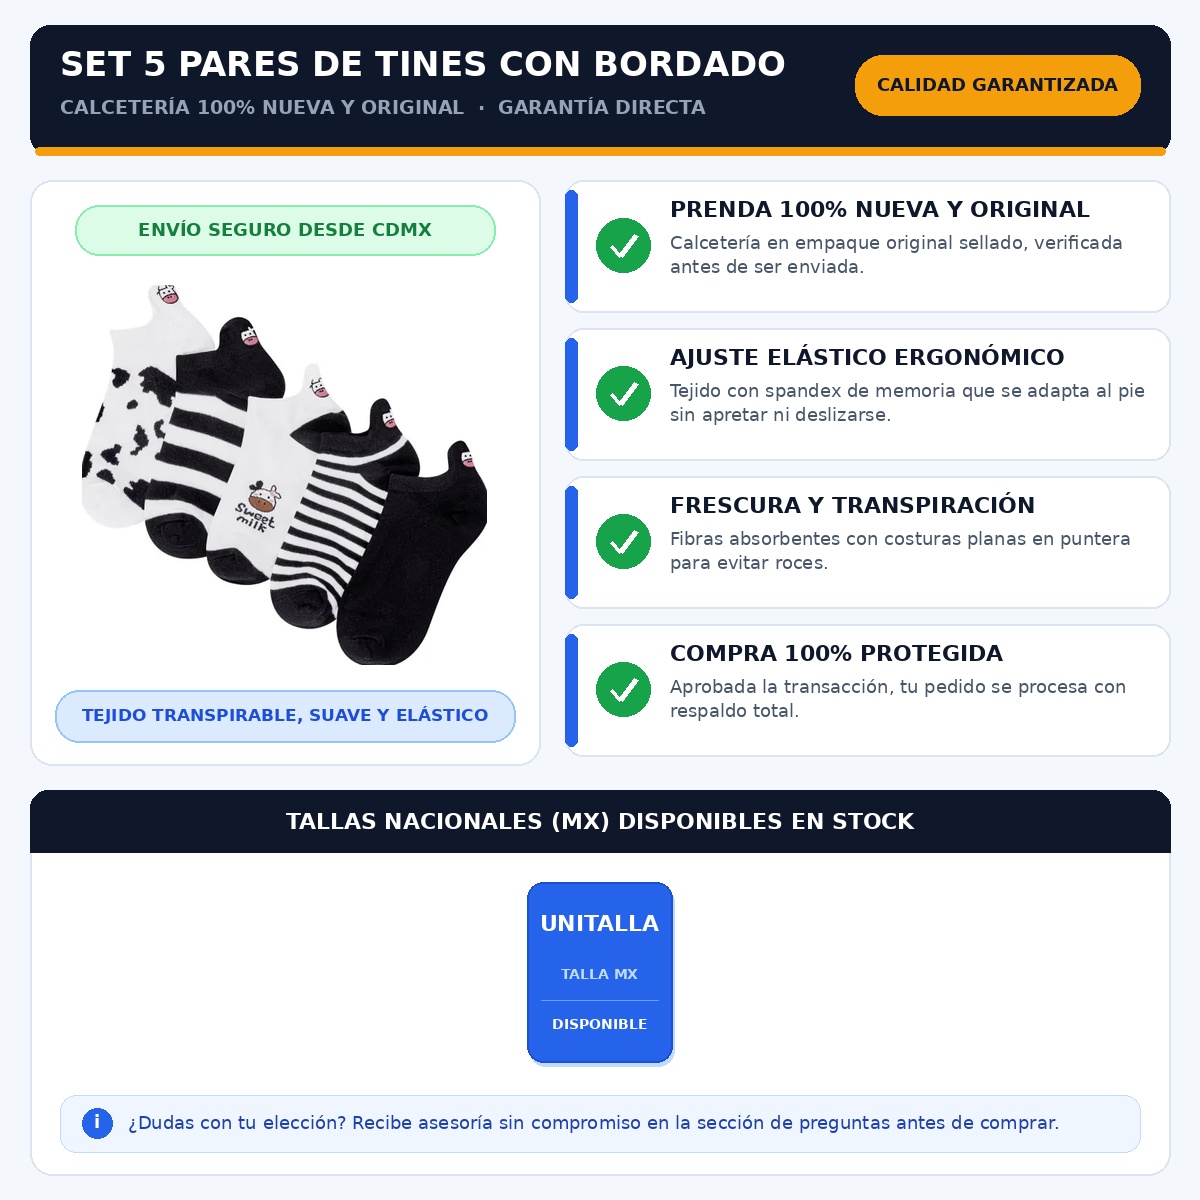 SET 5 PARES DE TINES CON BORDADO
CALCETERÍA 100% NUEVA Y ORIGINAL · GARANTÍA DIRECTA
CALIDAD GARANTIZADA
ENVÍO SEGURO DESDE CDMX
Sweet
milk
TEJIDO TRANSPIRABLE, SUAVE Y ELÁSTICO
PRENDA 100% NUEVA Y ORIGINAL
Calcetería en empaque original sellado, verificada
antes de ser enviada.
AJUSTE ELÁSTICO ERGONÓMICO
Tejido con spandex de memoria que se adapta al pie
sin apretar ni deslizarse.
FRESCURA Y TRANSPIRACIÓN
Fibras absorbentes con costuras planas en puntera
para evitar roces.
COMPRA 100% PROTEGIDA
Aprobada la transacción, tu pedido se procesa con
respaldo total.
TALLAS NACIONALES (MX) DISPONIBLES EN STOCK
UNITALLA
TALLA MX
DISPONIBLE
i
¿Dudas con tu elección? Recibe asesoría sin compromiso en la sección de preguntas antes de comprar.